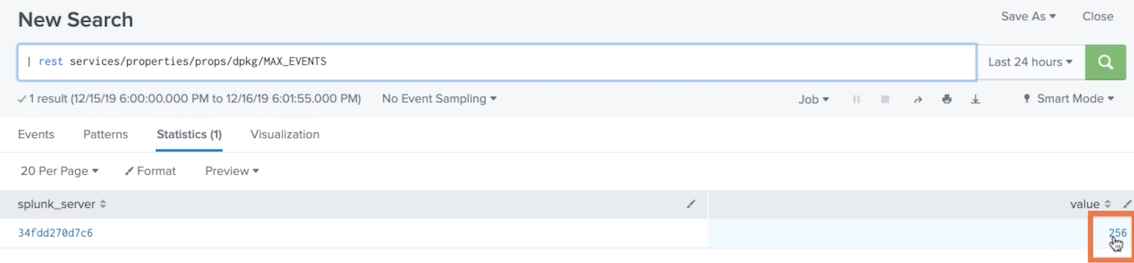 New Search
Save As Close
| rest services/properties/props/dpkg/MAX_EVENTS
Last 24 hours
1 result (12/15/19 6:00:00.000 PM to 12/16/19 6:01:55.000 PM) No Event Sampling Job Smart Mode
Events Patterns Statistics (1) Visualization
20 Per Page Format Preview
splunk_server value
34fdd270d7c6 256